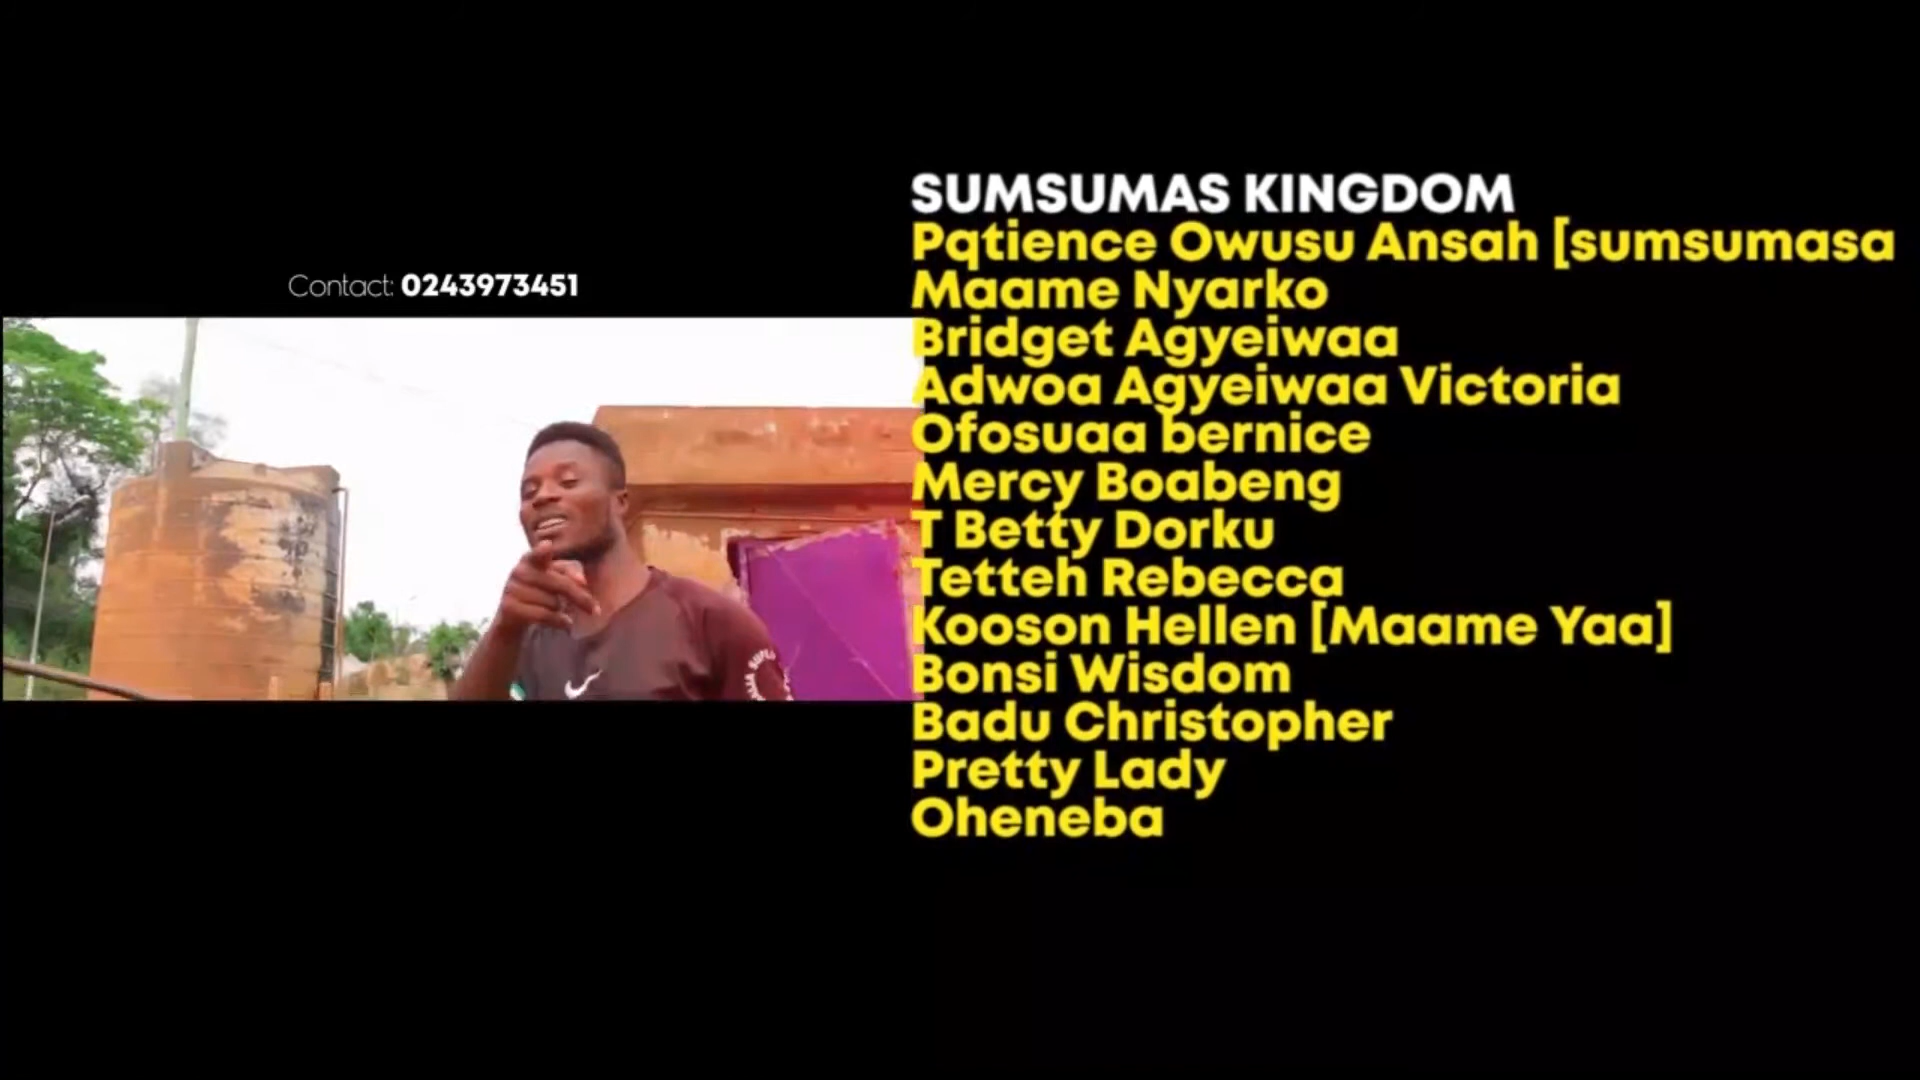 Contact: 0243973451
SUMSUMAS KINGDOM
Pqtience Owusu Ansah [sumsumasa
Maame Nyarko
Bridget Agyeiwaa
Adwoa Agyeiwaa Victoria
Ofosuaa bernice
Mercy Boabeng
T Betty Dorku
Tetteh Rebecca
Kooson Hellen [Maame Yaa]
Bonsi Wisdom
Badu Christopher
Pretty Lady
Oheneba